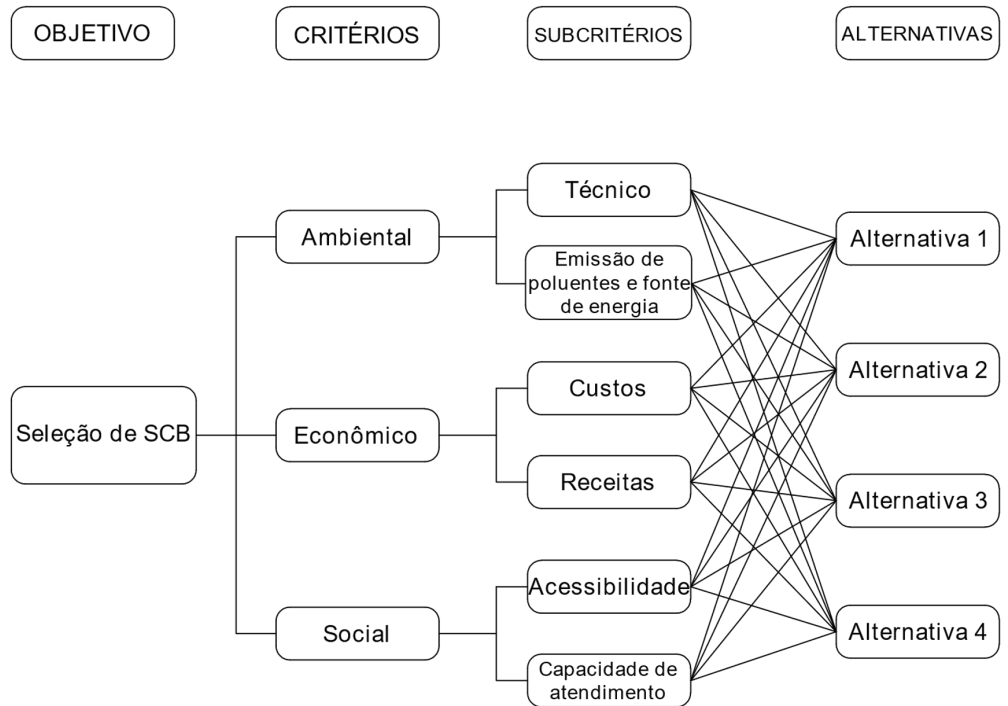 OBJETIVO
CRITÉRIOS
SUBCRITÉRIOS
ALTERNATIVAS
Seleção de SCB
Ambiental
Econômico
Social
Técnico
Emissão de
poluentes e fonte
de energia
Custos
Receitas
Acessibilidade
Capacidade de
atendimento
Alternativa 1
Alternativa 2
Alternativa 3
Alternativa 4